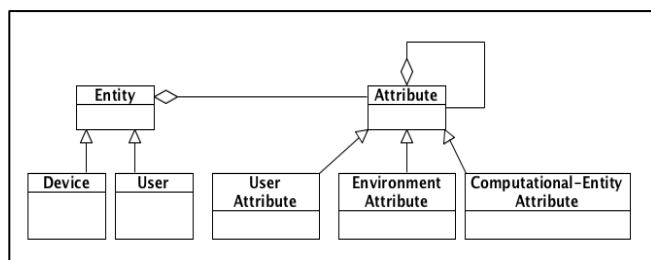 Entity
Attribute
Device
User
User
Attribute
Environment
Attribute
Computational-Entity
Attribute